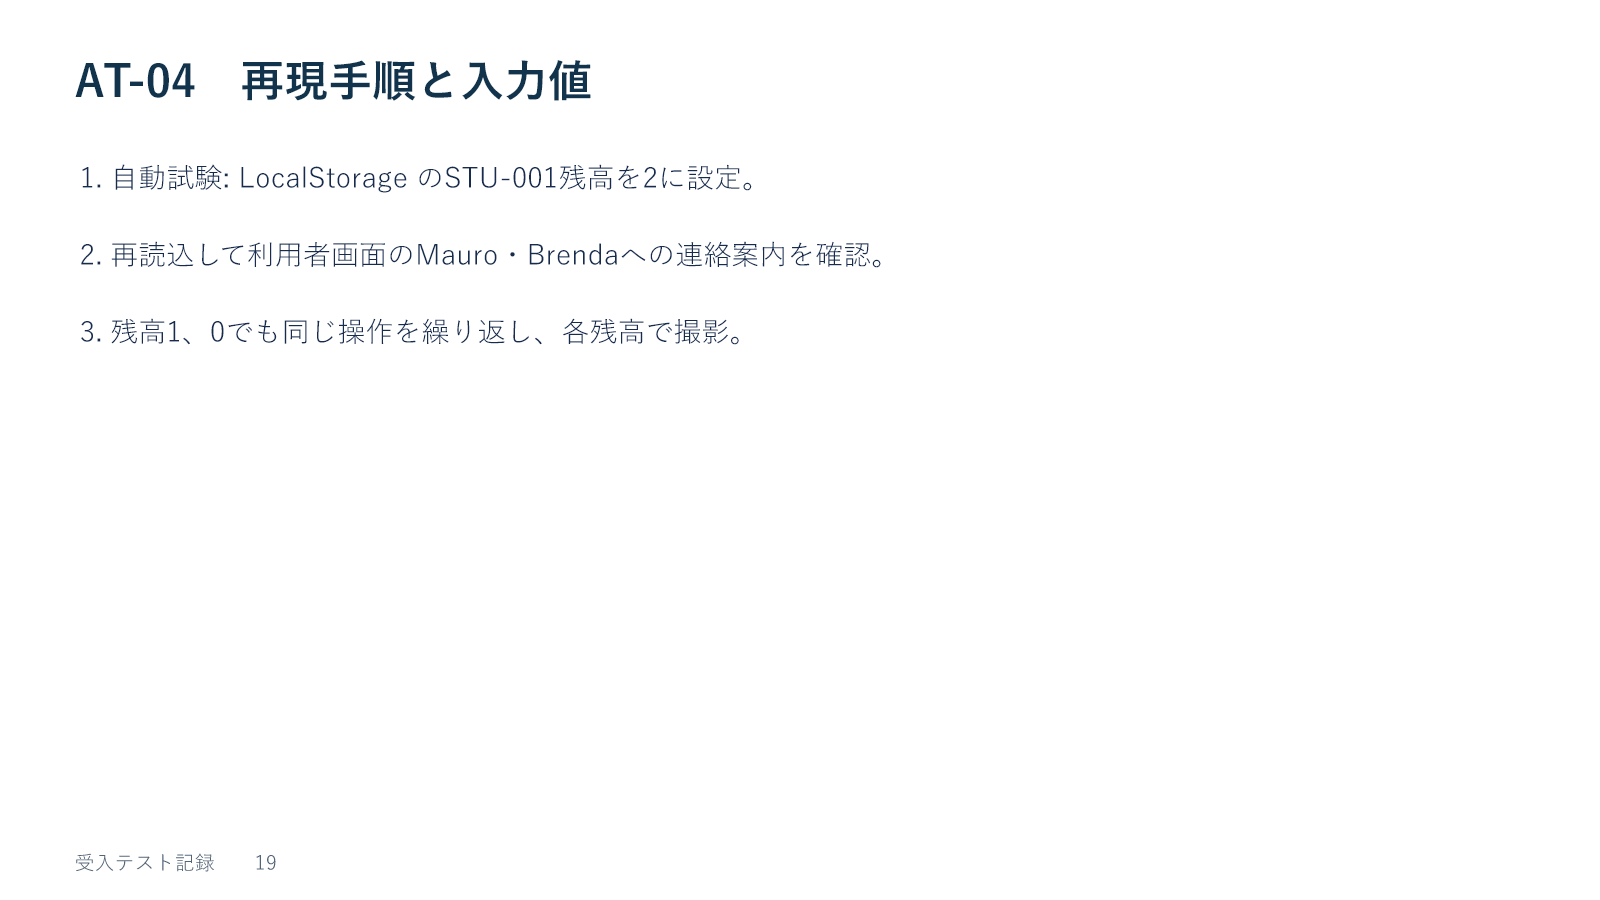 AT-04　再現手順と入力値
1. 自動試験: LocalStorage のSTU-001残高を2に設定。
2. 再読込して利用者画面のMauro・Brendaへの連絡案内を確認。
3. 残高1、0でも同じ操作を繰り返し、各残高で撮影。
受入テスト記録　　19